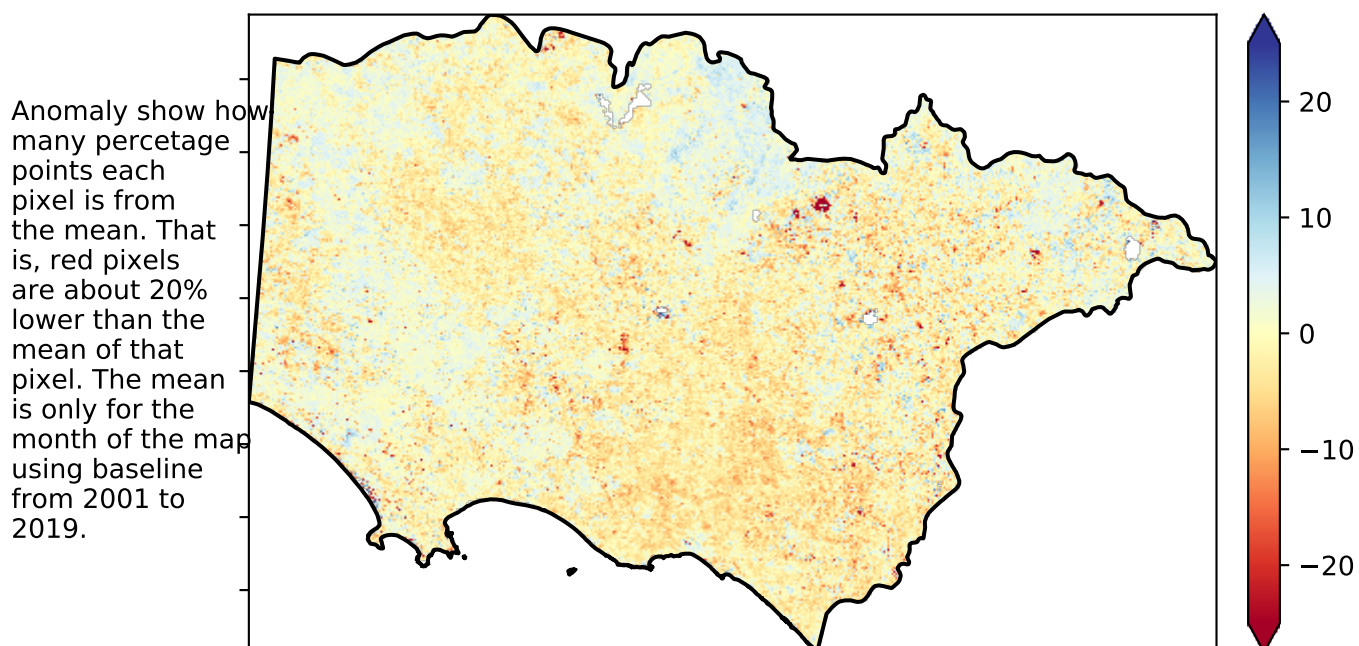 Anomaly show how
many percetage
points each
pixel is from
the mean. That
is, red pixels
are about 20%
lower than the
mean of that
pixel. The mean
is only for the
month of the map
using baseline
from 2001 to
2019.
20
10
0
−10
−20